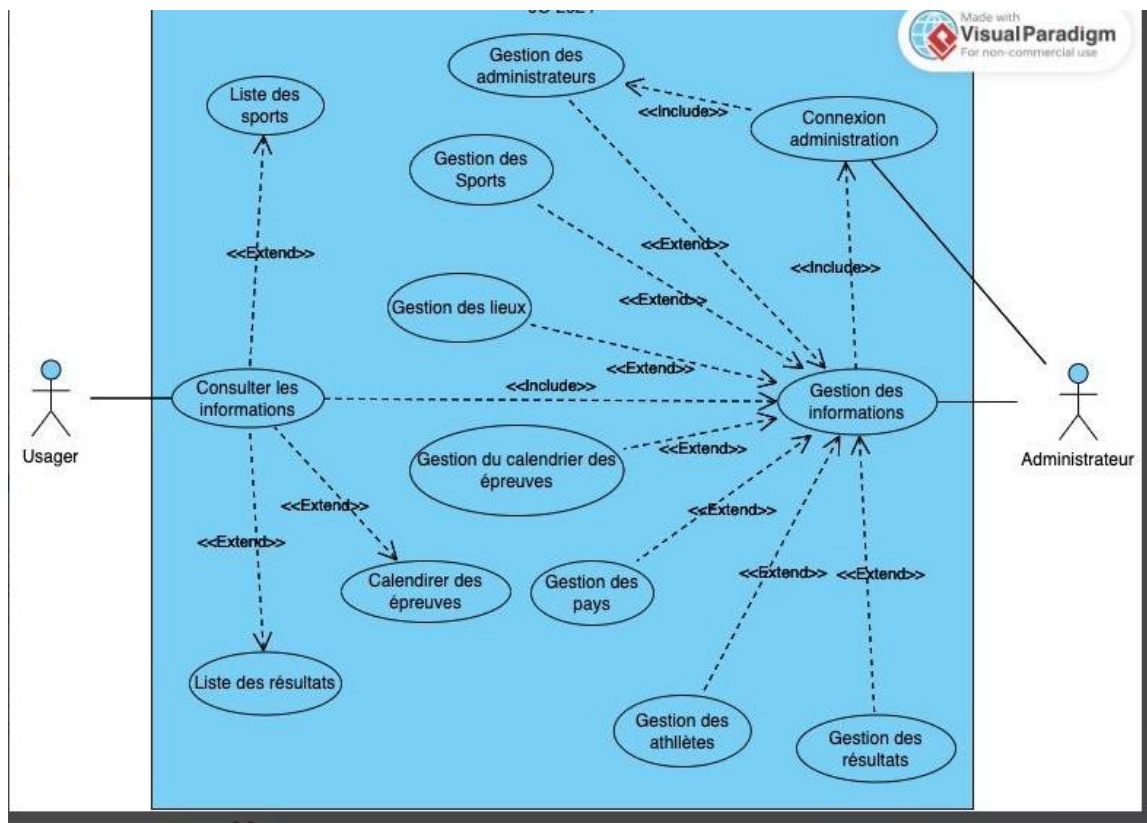 Made with
Visual Paradigm
For non-commercial use
Gestion des
administrateurs
Liste des
sports
<<Include>>
Connexion
administration
Gestion des
Sports
<<Extend>>
<<Extend>>
<<Include>>
<<Extend>>
Gestion des lieux
<<Extend>>
Consulter les
informations
<<Include>>
Gestion des
informations
Usager
Administrateur
Gestion du calendrier des
épreuves
<<Extend>>
<<Extend>>
<<Extend>>
<<Extend>>
Calendirer des
épreuves
Gestion des
pays
<<Extend>>
<<Extend>>
Liste des résultats
Gestion des
athllètes
Gestion des
résultats